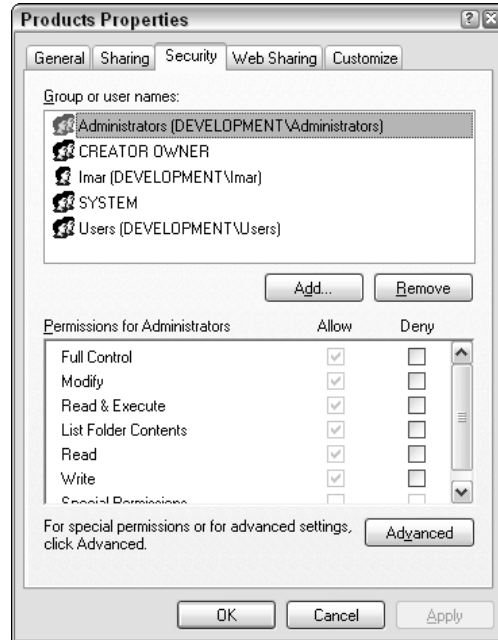 Products Properties
General Sharing Security Web Sharing Customize
Group or user names:
Administrators (DEVELOPMENT\Administrators)
CREATOR OWNER
Imar (DEVELOPMENT\Imar)
SYSTEM
Users (DEVELOPMENT\Users)
Add... Remove
Permissions for Administrators Allow Deny
Full Control
Modify
Read & Execute
List Folder Contents
Read
Write
Special Permissions
For special permissions or for advanced settings, Advanced
click Advanced.
OK Cancel Apply